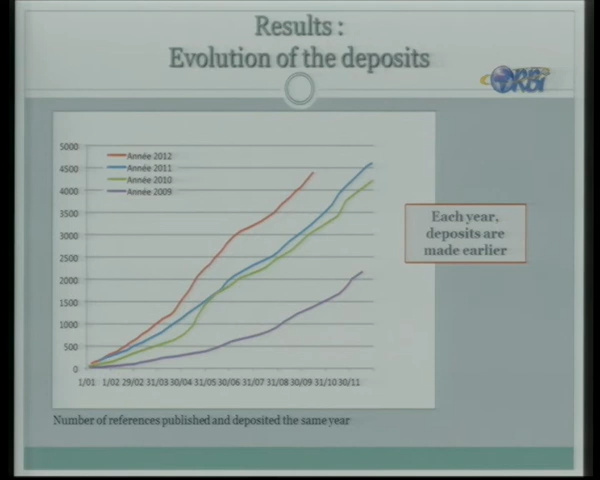 Results :
Evolution of the deposits
ORBi
5000
4500
4000
3500
3000
2500
2000
1500
1000
500
0
Année 2012
Année 2011
Année 2010
Année 2009
Each year,
deposits are
made earlier
1/01 1/02 29/02 31/03 30/04 31/05 30/06 31/07 31/08 30/09 31/10 30/11
Number of references published and deposited the same year